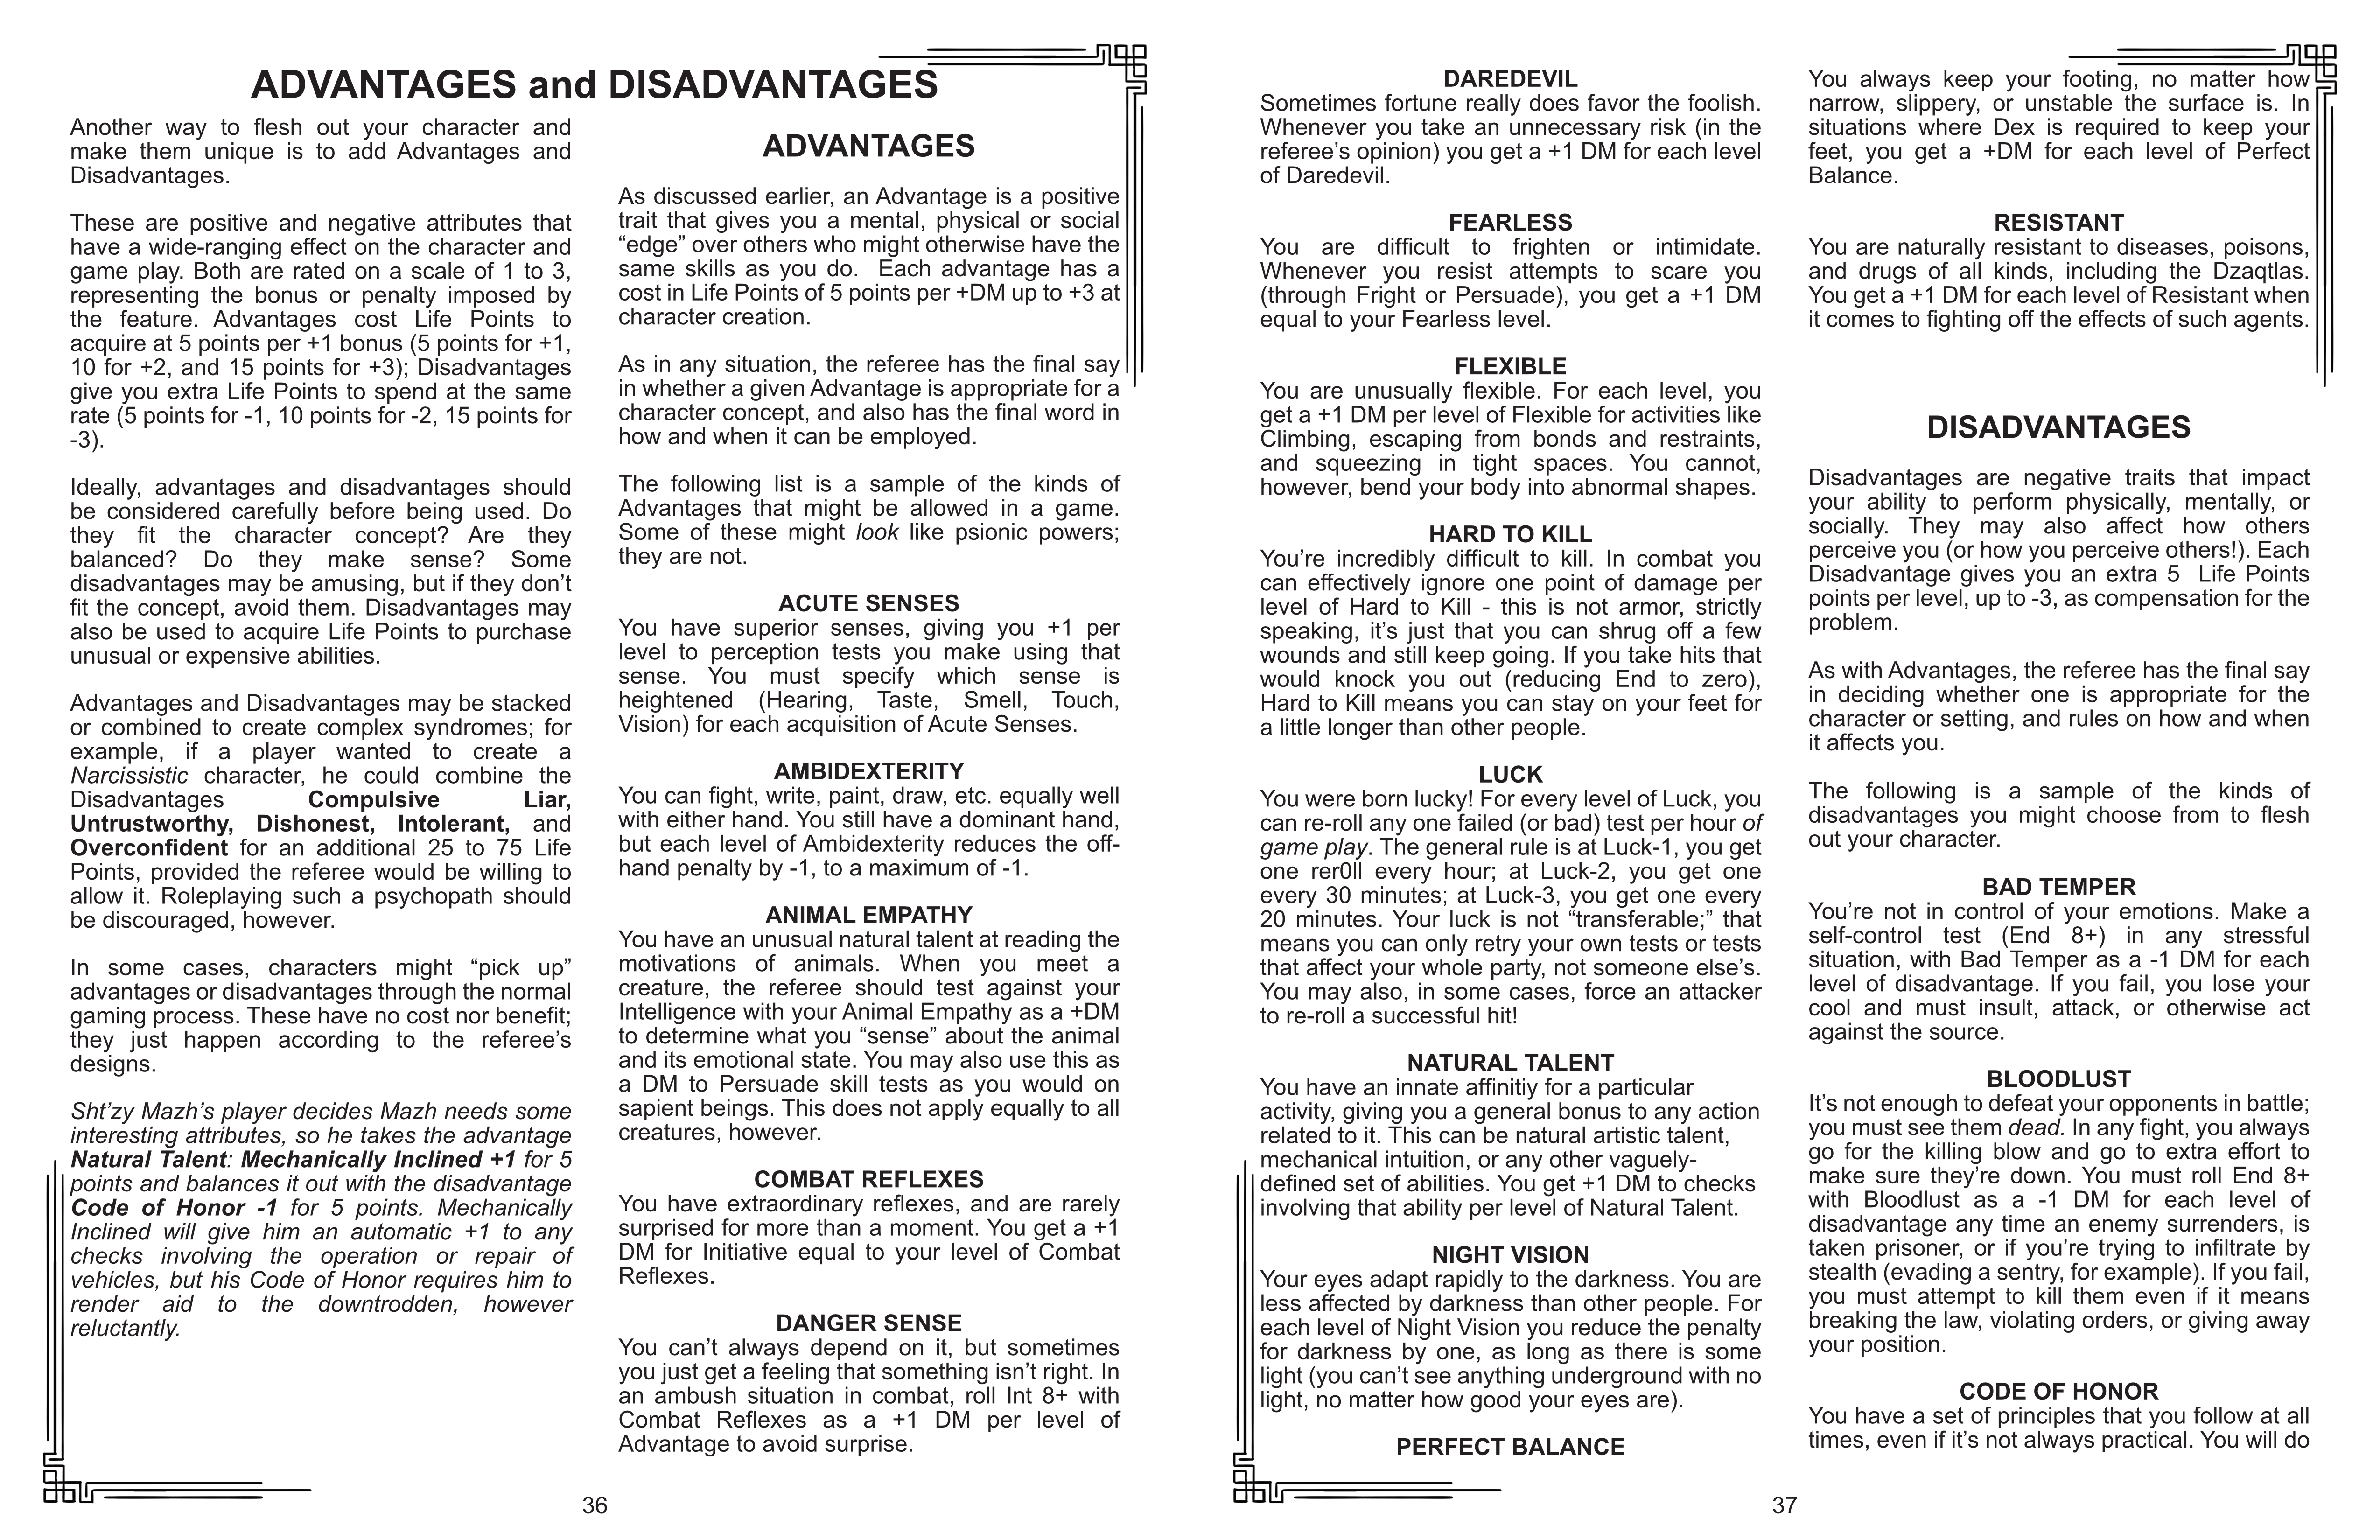 ADVANTAGES and DISADVANTAGES
Another way to flesh out your character and
make them unique is to add Advantages and
Disadvantages.
These are positive and negative attributes that
have a wide-ranging effect on the character and
game play. Both are rated on a scale of 1 to 3,
representing the bonus or penalty imposed by
the feature. Advantages cost Life Points to
acquire at 5 points per +1 bonus (5 points for +1,
10 for +2, and 15 points for +3); Disadvantages
give you extra Life Points to spend at the same
rate (5 points for -1, 10 points for -2, 15 points for
-3).
Ideally, advantages and disadvantages should
be considered carefully before being used. Do
they fit the character concept? Are they
balanced? Do they make sense? Some
disadvantages may be amusing, but if they don’t
fit the concept, avoid them. Disadvantages may
also be used to acquire Life Points to purchase
unusual or expensive abilities.
Advantages and Disadvantages may be stacked
or combined to create complex syndromes; for
example, if a player wanted to create a
Narcissistic character, he could combine the
Disadvantages Compulsive Liar,
Untrustworthy, Dishonest, Intolerant, and
Overconfident for an additional 25 to 75 Life
Points, provided the referee would be willing to
allow it. Roleplaying such a psychopath should
be discouraged, however.
In some cases, characters might “pick up”
advantages or disadvantages through the normal
gaming process. These have no cost nor benefit;
they just happen according to the referee’s
designs.
Sht’zy Mazh’s player decides Mazh needs some
interesting attributes, so he takes the advantage
Natural Talent: Mechanically Inclined +1 for 5
points and balances it out with the disadvantage
Code of Honor -1 for 5 points. Mechanically
Inclined will give him an automatic +1 to any
checks involving the operation or repair of
vehicles, but his Code of Honor requires him to
render aid to the downtrodden, however
reluctantly.
ADVANTAGES
As discussed earlier, an Advantage is a positive
trait that gives you a mental, physical or social
“edge” over others who might otherwise have the
same skills as you do. Each advantage has a
cost in Life Points of 5 points per +DM up to +3 at
character creation.
As in any situation, the referee has the final say
in whether a given Advantage is appropriate for a
character concept, and also has the final word in
how and when it can be employed.
The following list is a sample of the kinds of
Advantages that might be allowed in a game.
Some of these might look like psionic powers;
they are not.
ACUTE SENSES
You have superior senses, giving you +1 per
level to perception tests you make using that
sense. You must specify which sense is
heightened (Hearing, Taste, Smell, Touch,
Vision) for each acquisition of Acute Senses.
AMBIDEXTERITY
You can fight, write, paint, draw, etc. equally well
with either hand. You still have a dominant hand,
but each level of Ambidexterity reduces the off-
hand penalty by -1, to a maximum of -1.
ANIMAL EMPATHY
You have an unusual natural talent at reading the
motivations of animals. When you meet a
creature, the referee should test against your
Intelligence with your Animal Empathy as a +DM
to determine what you “sense” about the animal
and its emotional state. You may also use this as
a DM to Persuade skill tests as you would on
sapient beings. This does not apply equally to all
creatures, however.
COMBAT REFLEXES
You have extraordinary reflexes, and are rarely
surprised for more than a moment. You get a +1
DM for Initiative equal to your level of Combat
Reflexes.
DANGER SENSE
You can’t always depend on it, but sometimes
you just get a feeling that something isn’t right. In
an ambush situation in combat, roll Int 8+ with
Combat Reflexes as a +1 DM per level of
Advantage to avoid surprise.
36
DAREDEVIL
Sometimes fortune really does favor the foolish.
Whenever you take an unnecessary risk (in the
referee’s opinion) you get a +1 DM for each level
of Daredevil.
FEARLESS
You are difficult to frighten or intimidate.
Whenever you resist attempts to scare you
(through Fright or Persuade), you get a +1 DM
equal to your Fearless level.
FLEXIBLE
You are unusually flexible. For each level, you
get a +1 DM per level of Flexible for activities like
Climbing, escaping from bonds and restraints,
and squeezing in tight spaces. You cannot,
however, bend your body into abnormal shapes.
HARD TO KILL
You’re incredibly difficult to kill. In combat you
can effectively ignore one point of damage per
level of Hard to Kill - this is not armor, strictly
speaking, it’s just that you can shrug off a few
wounds and still keep going. If you take hits that
would knock you out (reducing End to zero),
Hard to Kill means you can stay on your feet for
a little longer than other people.
LUCK
You were born lucky! For every level of Luck, you
can re-roll any one failed (or bad) test per hour of
game play. The general rule is at Luck-1, you get
one rer0ll every hour; at Luck-2, you get one
every 30 minutes; at Luck-3, you get one every
20 minutes. Your luck is not “transferable;” that
means you can only retry your own tests or tests
that affect your whole party, not someone else’s.
You may also, in some cases, force an attacker
to re-roll a successful hit!
NATURAL TALENT
You have an innate affinitiy for a particular
activity, giving you a general bonus to any action
related to it. This can be natural artistic talent,
mechanical intuition, or any other vaguely-
defined set of abilities. You get +1 DM to checks
involving that ability per level of Natural Talent.
NIGHT VISION
Your eyes adapt rapidly to the darkness. You are
less affected by darkness than other people. For
each level of Night Vision you reduce the penalty
for darkness by one, as long as there is some
light (you can’t see anything underground with no
light, no matter how good your eyes are).
PERFECT BALANCE
You always keep your footing, no matter how
narrow, slippery, or unstable the surface is. In
situations where Dex is required to keep your
feet, you get a +DM for each level of Perfect
Balance.
RESISTANT
You are naturally resistant to diseases, poisons,
and drugs of all kinds, including the Dzaqtlas.
You get a +1 DM for each level of Resistant when
it comes to fighting off the effects of such agents.
DISADVANTAGES
Disadvantages are negative traits that impact
your ability to perform physically, mentally, or
socially. They may also affect how others
perceive you (or how you perceive others!). Each
Disadvantage gives you an extra 5 Life Points
points per level, up to -3, as compensation for the
problem.
As with Advantages, the referee has the final say
in deciding whether one is appropriate for the
character or setting, and rules on how and when
it affects you.
The following is a sample of the kinds of
disadvantages you might choose from to flesh
out your character.
BAD TEMPER
You’re not in control of your emotions. Make a
self-control test (End 8+) in any stressful
situation, with Bad Temper as a -1 DM for each
level of disadvantage. If you fail, you lose your
cool and must insult, attack, or otherwise act
against the source.
BLOODLUST
It’s not enough to defeat your opponents in battle;
you must see them dead. In any fight, you always
go for the killing blow and go to extra effort to
make sure they’re down. You must roll End 8+
with Bloodlust as a -1 DM for each level of
disadvantage any time an enemy surrenders, is
taken prisoner, or if you’re trying to infiltrate by
stealth (evading a sentry, for example). If you fail,
you must attempt to kill them even if it means
breaking the law, violating orders, or giving away
your position.
CODE OF HONOR
You have a set of principles that you follow at all
times, even if it’s not always practical. You will do
37